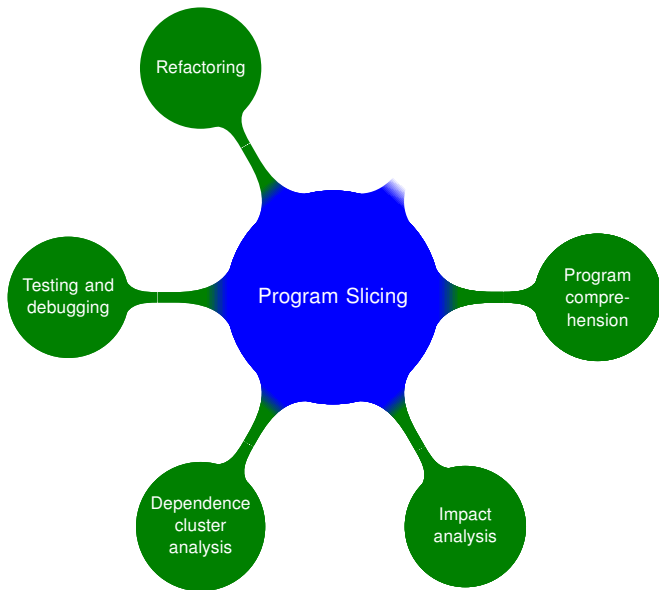 Refactoring
Testing and
debugging
Program Slicing
Program
compre-
hension
Dependence
cluster
analysis
Impact
analysis